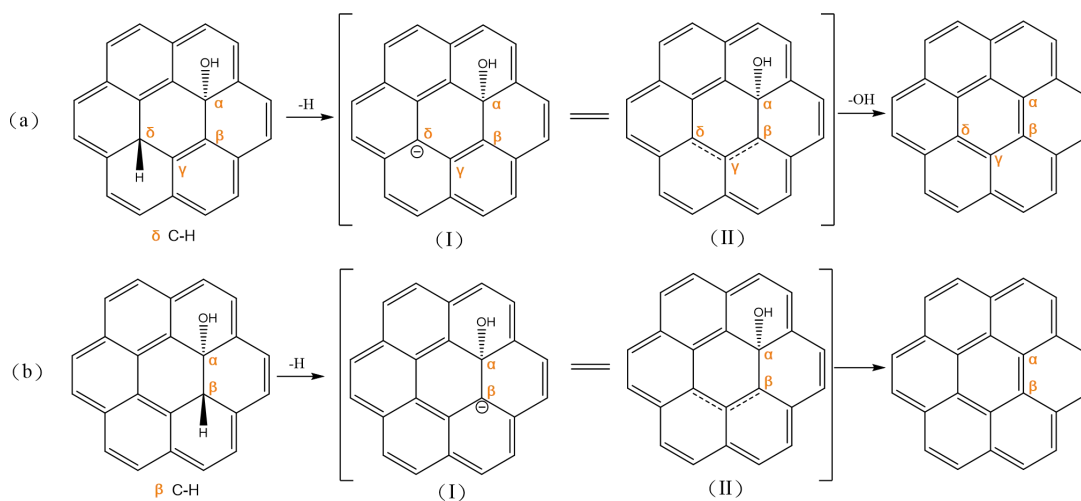 (a)
OH
α
β
γ
δ
H
δ C-H
-H
OH
α
β
γ
δ
⊖
(I)
OH
α
β
γ
δ
(II)
-OH
α
β
γ
δ
(b)
OH
α
β
H
β C-H
-H
OH
α
β
⊖
(I)
OH
α
β
(II)
α
β